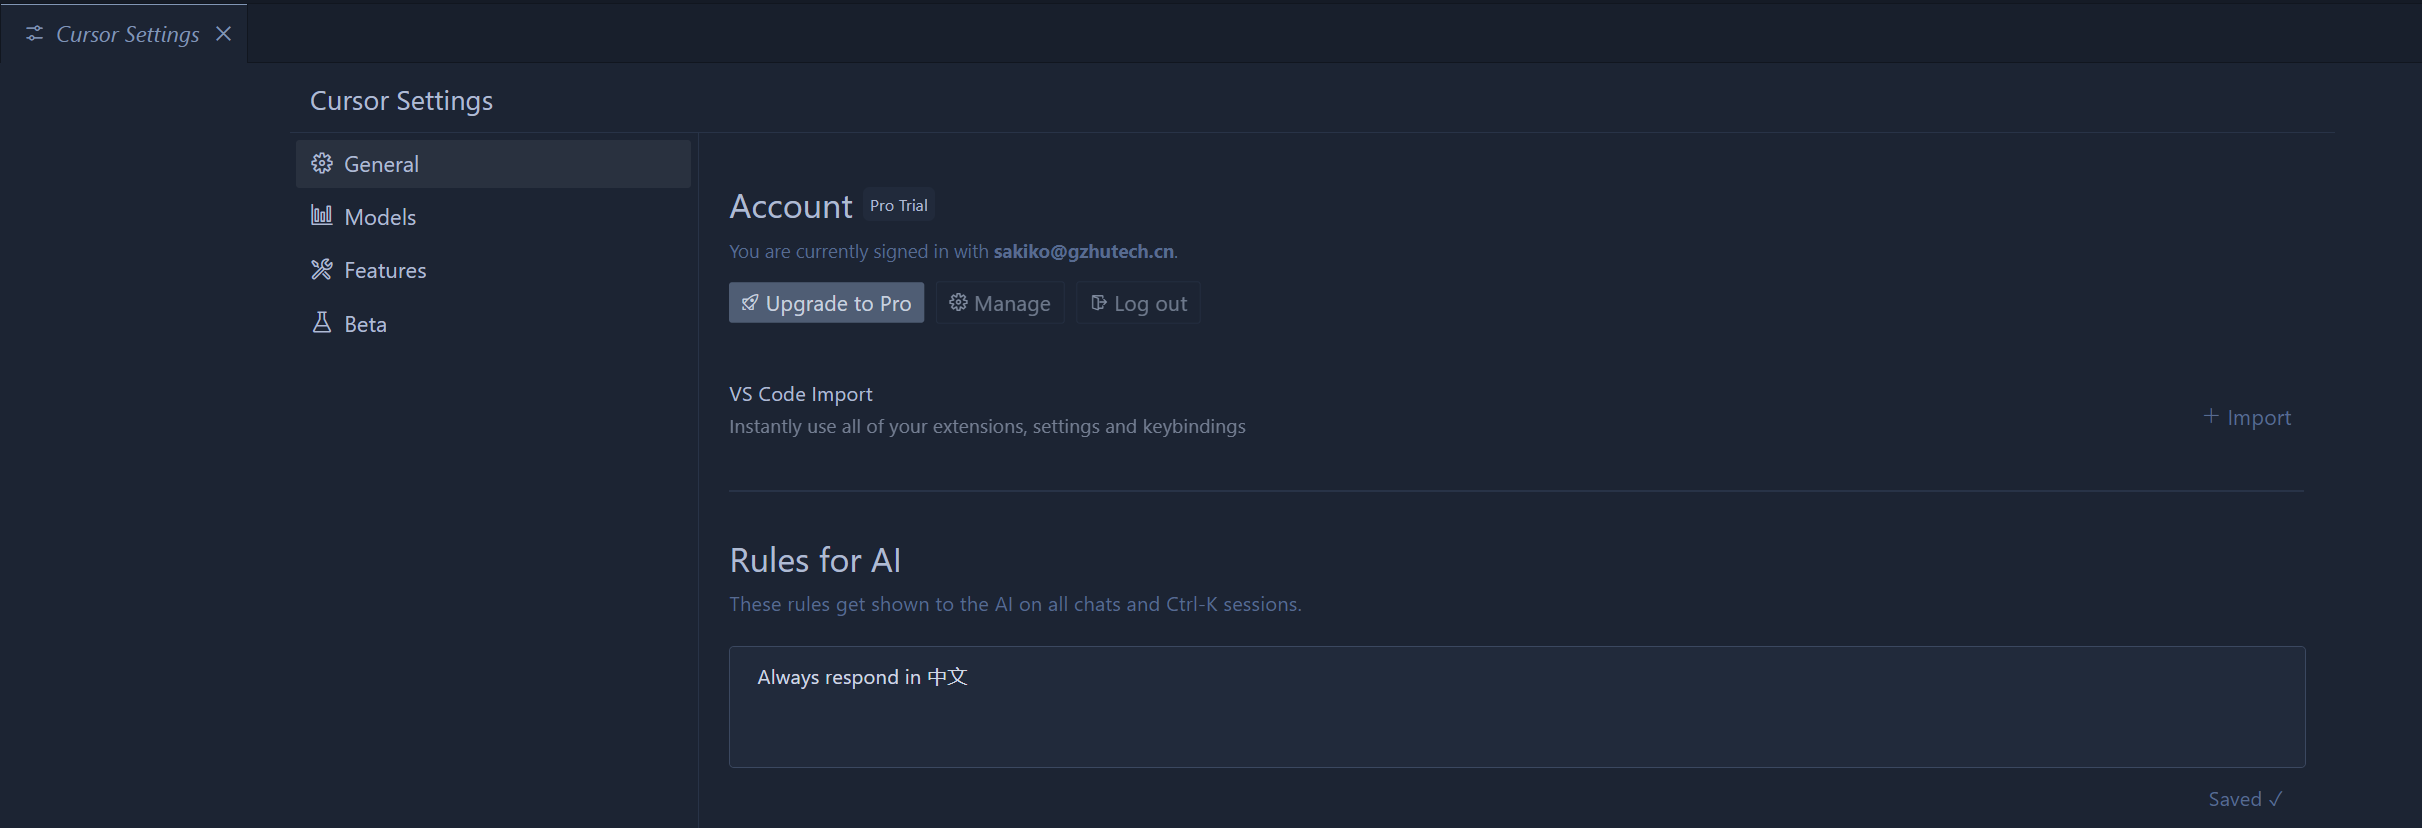 Cursor Settings
Cursor Settings
General
Models
Features
Beta
Account Pro Trial
You are currently signed in with sakiko@gzhutech.cn.
Upgrade to Pro Manage Log out
VS Code Import
Instantly use all of your extensions, settings and keybindings
+ Import
Rules for AI
These rules get shown to the AI on all chats and Ctrl-K sessions.
Always respond in 中文
Saved ✓